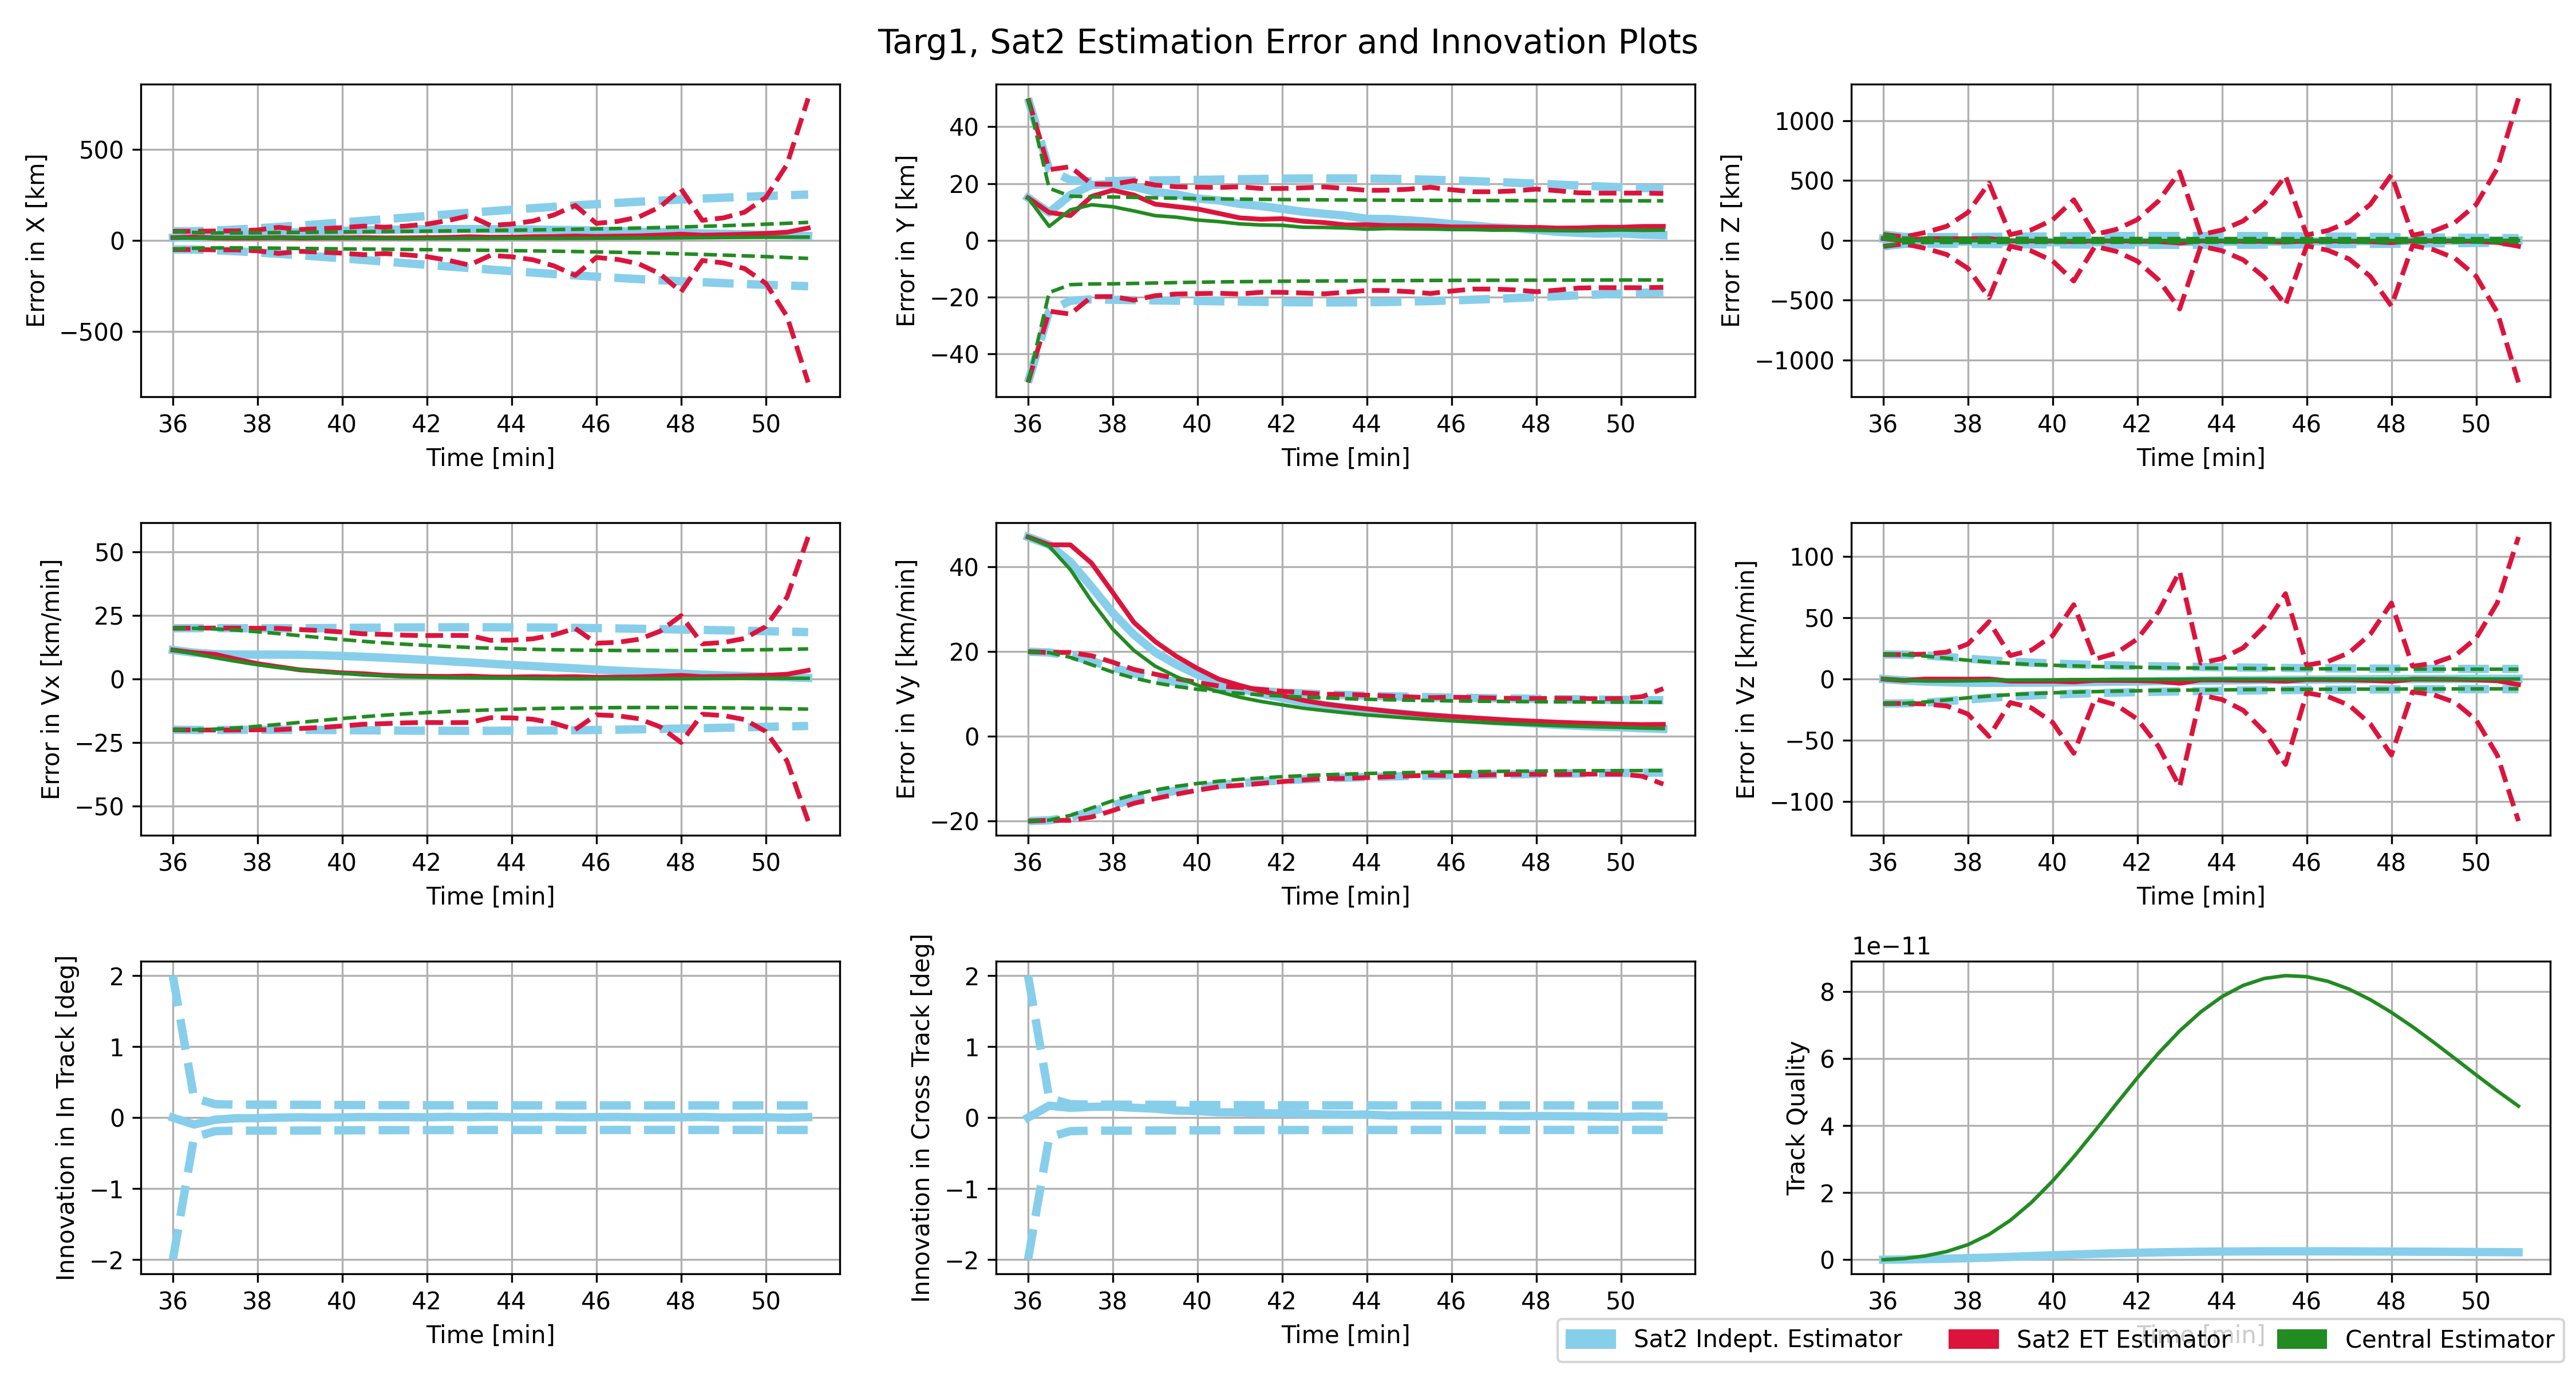 Targ1, Sat2 Estimation Error and Innovation Plots
Error in X [km]
500
0
−500
36 38 40 42 44 46 48 50
Time [min]
Error in Y [km]
40
20
0
−20
−40
36 38 40 42 44 46 48 50
Time [min]
Error in Z [km]
1000
500
0
−500
−1000
36 38 40 42 44 46 48 50
Time [min]
Error in Vx [km/min]
50
25
0
−25
−50
36 38 40 42 44 46 48 50
Time [min]
Error in Vy [km/min]
40
20
0
−20
36 38 40 42 44 46 48 50
Time [min]
Error in Vz [km/min]
100
50
0
−50
−100
36 38 40 42 44 46 48 50
Time [min]
Innovation in In Track [deg]
2
1
0
−1
−2
36 38 40 42 44 46 48 50
Time [min]
Innovation in Cross Track [deg]
2
1
0
−1
−2
36 38 40 42 44 46 48 50
Time [min]
1e−11
Track Quality
8
6
4
2
0
36 38 40 42 44 46 48 50
Time [min]
Sat2 Indept. Estimator
Sat2 ET Estimator
Central Estimator